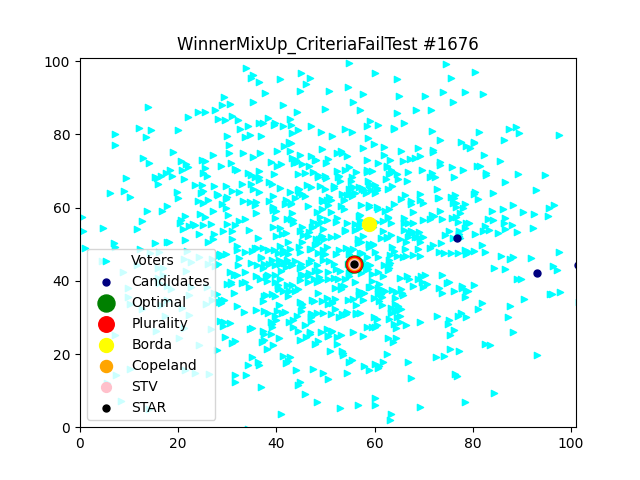 WinnerMixUp_CriteriaFailTest #1676
100
80
60
40
20
0
Voters
Candidates
Optimal
Plurality
Borda
Copeland
STV
STAR
0 20 40 60 80 100